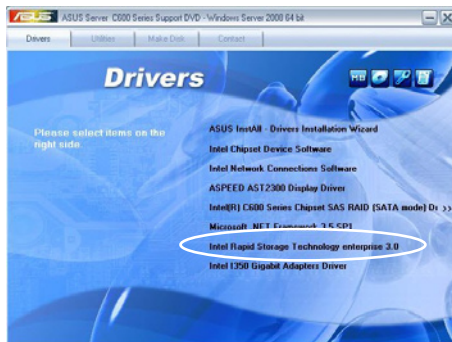 ASUS Server C600 Series Support DVD - Windows Server 2008 64 bit
Drivers
Utilities
Make Disk
Contact
Drivers
Please select items on the
right side.
ASUS InstAll - Drivers Installation Wizard
Intel Chipset Device Software
Intel Network Connections Software
ASPEED AST2300 Display Driver
Intel(R) C600 Series Chipset SAS RAID (SATA mode) Dr >>
Microsoft .NET Framework 3.5 SP1
Intel Rapid Storage Technology enterprise 3.0
Intel I350 Gigabit Adapters Driver